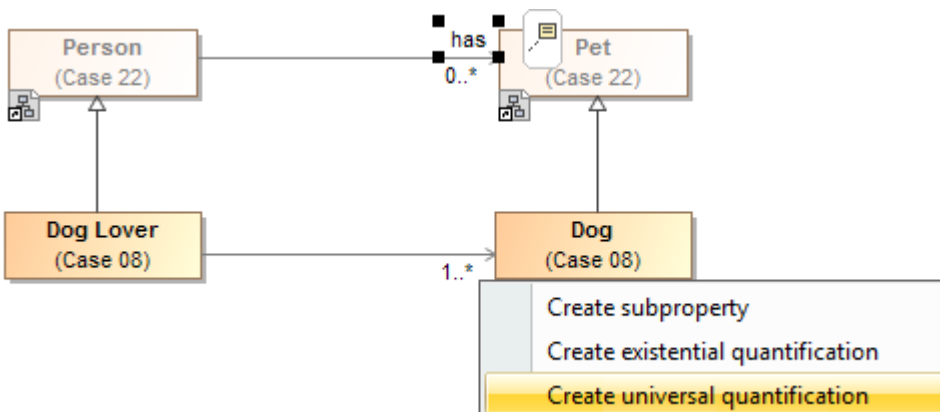 Person
(Case 22)
has
0..*
Pet
(Case 22)
Dog Lover
(Case 08)
1..*
Dog
(Case 08)
Create subproperty
Create existential quantification
Create universal quantification